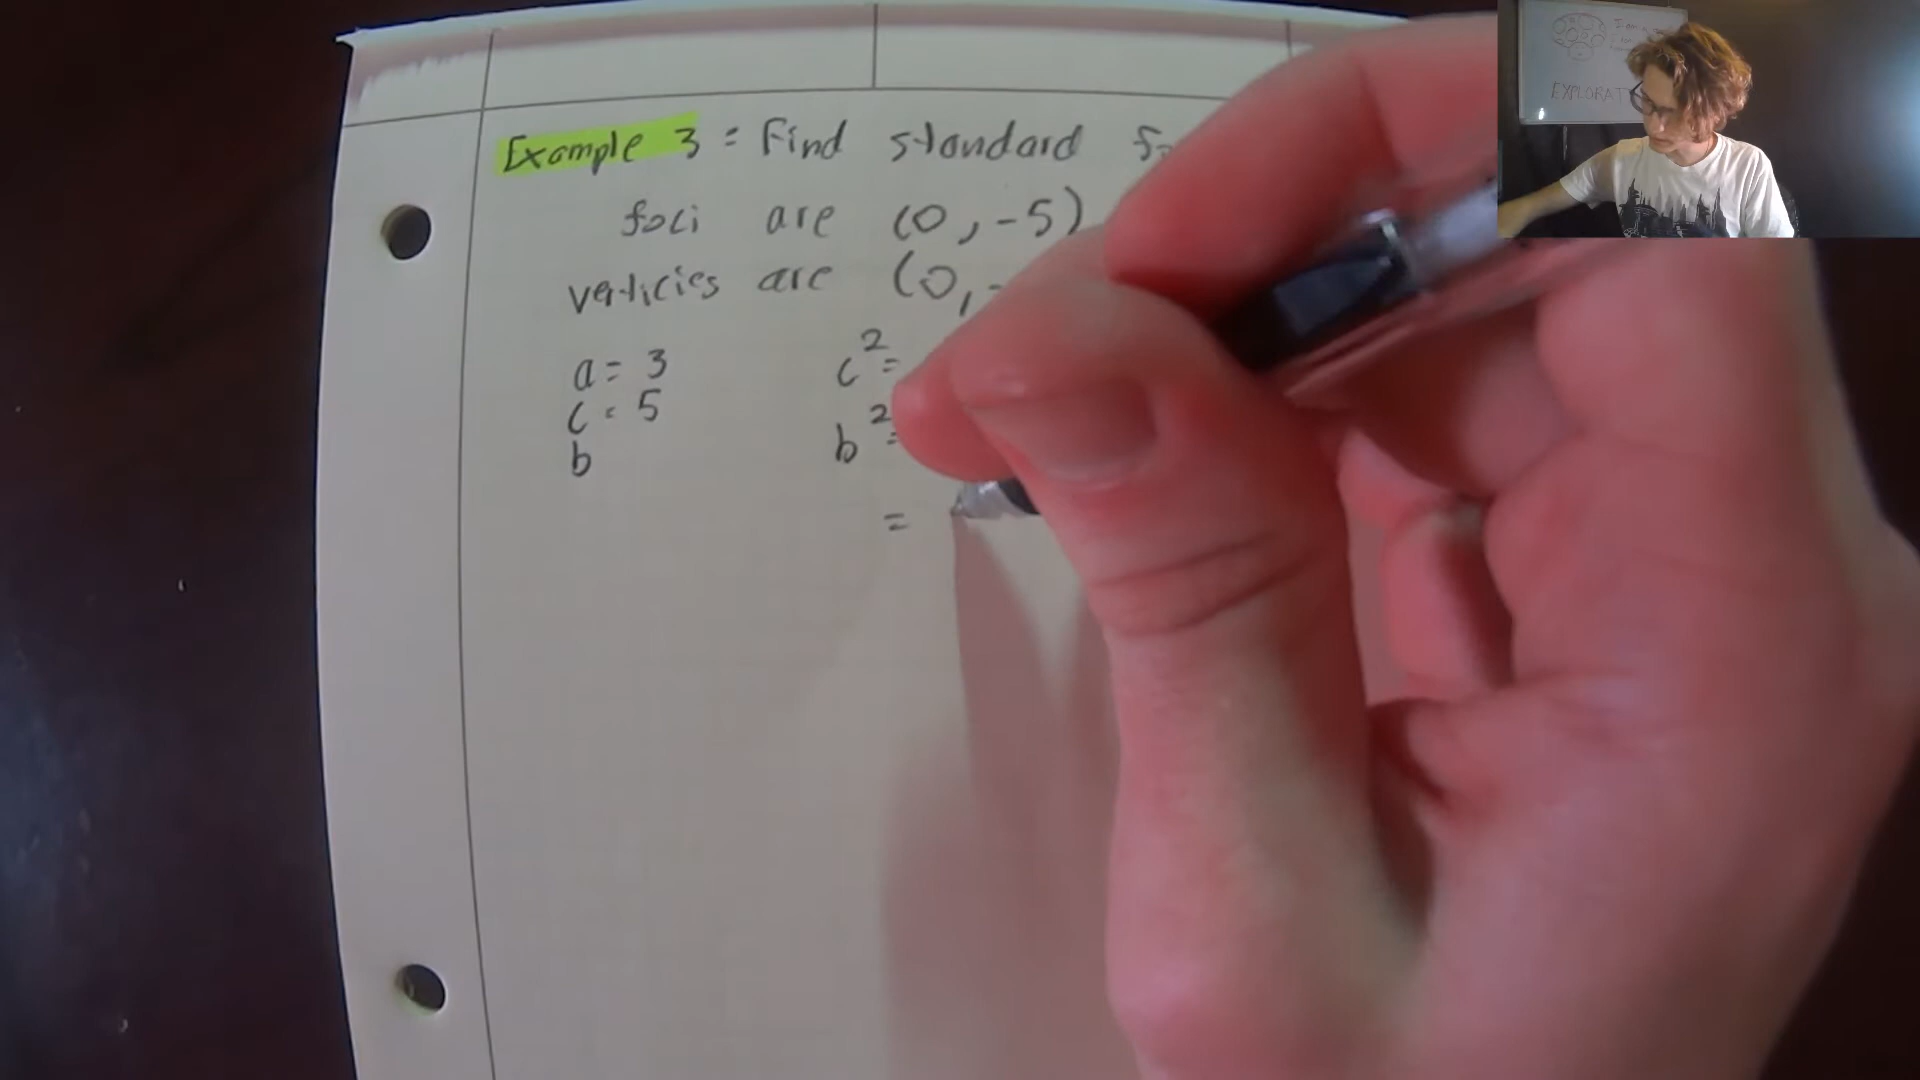 Example 3: Find standard
foci are (0, -5)
verticies are (0, -
a = 3
c = 5
b
c² =
b² =
=
EXPLORAT